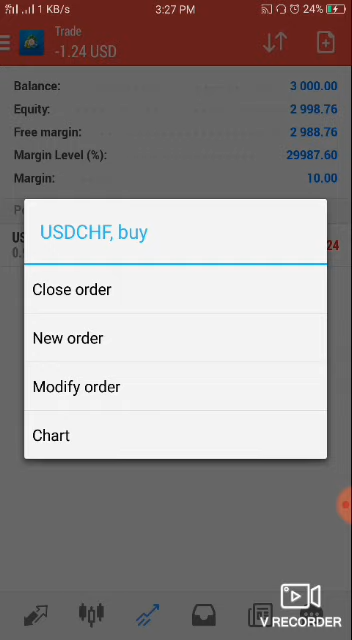 1 KB/s 3:27 PM 24%
Trade
-1.24 USD
Balance: 3 000.00
Equity: 2 998.76
Free margin: 2 988.76
Margin Level (%): 29987.60
Margin: 10.00
USDCHF, buy
24
Close order
New order
Modify order
Chart
V RECORDER